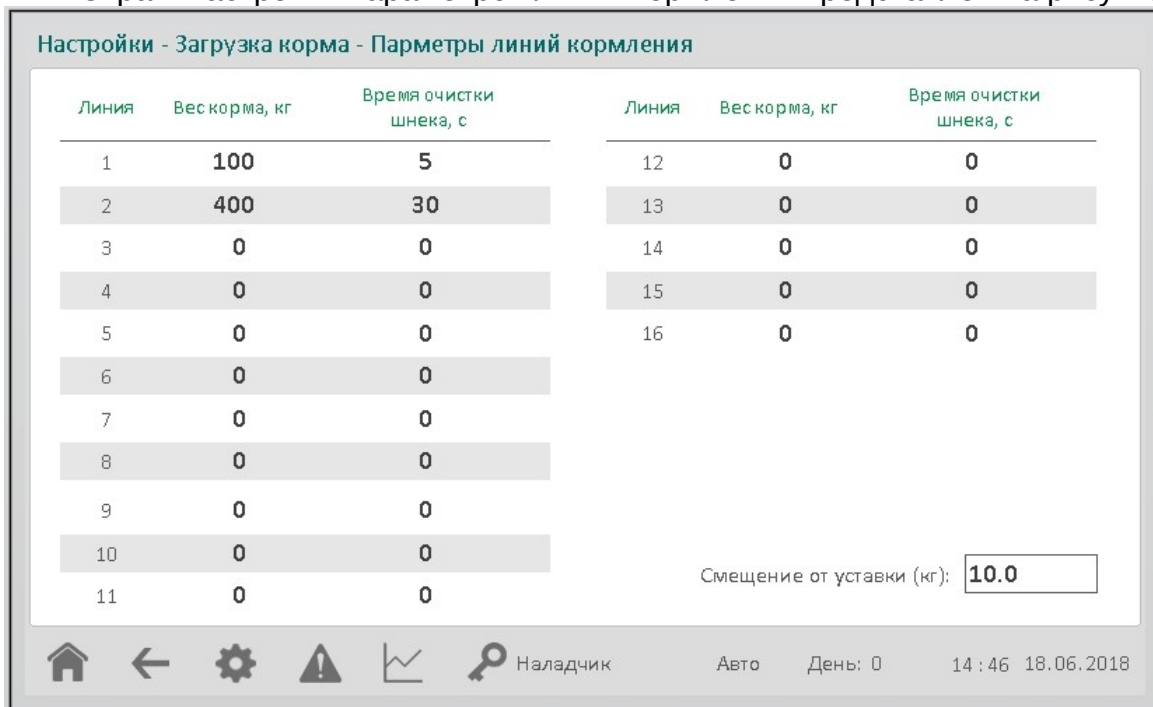 Настройки - Загрузка корма - Парметры линий кормления
Линия Вес корма, кг Время очистки шнека, с
1 100 5
2 400 30
3 0 0
4 0 0
5 0 0
6 0 0
7 0 0
8 0 0
9 0 0
10 0 0
11 0 0
Линия Вес корма, кг Время очистки шнека, с
12 0 0
13 0 0
14 0 0
15 0 0
16 0 0
Смещение от уставки (кг): 10.0
Наладчик Авто День: 0 14:46 18.06.2018